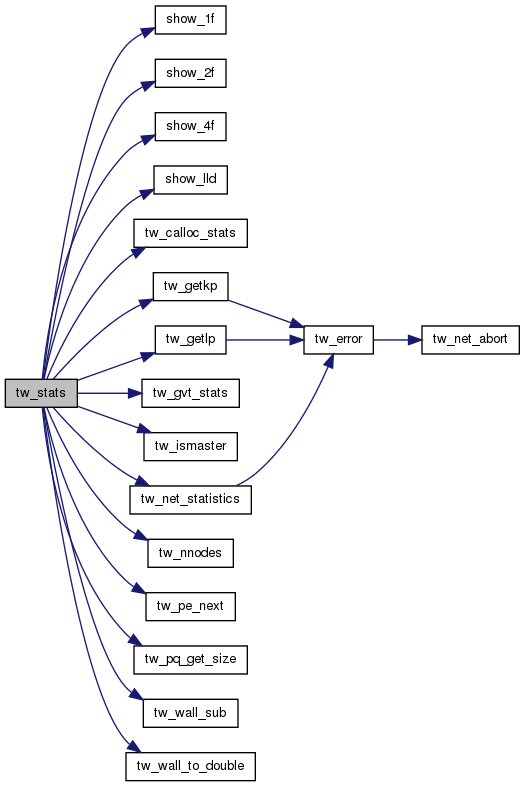 show_1f
show_2f
show_4f
show_lld
tw_calloc_stats
tw_getkp
tw_getlp
tw_error
tw_net_abort
tw_stats
tw_gvt_stats
tw_ismaster
tw_net_statistics
tw_nnodes
tw_pe_next
tw_pq_get_size
tw_wall_sub
tw_wall_to_double